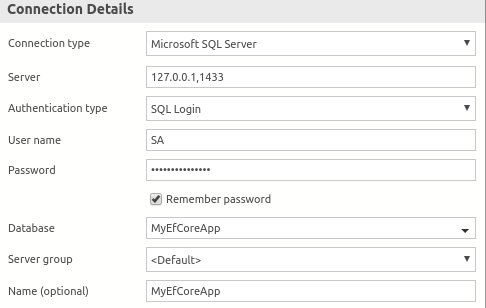 Connection Details
Connection type Microsoft SQL Server
Server 127.0.0.1,1433
Authentication type SQL Login
User name SA
Password •••••••••••••••
Remember password
Database MyEfCoreApp
Server group <Default>
Name (optional) MyEfCoreApp